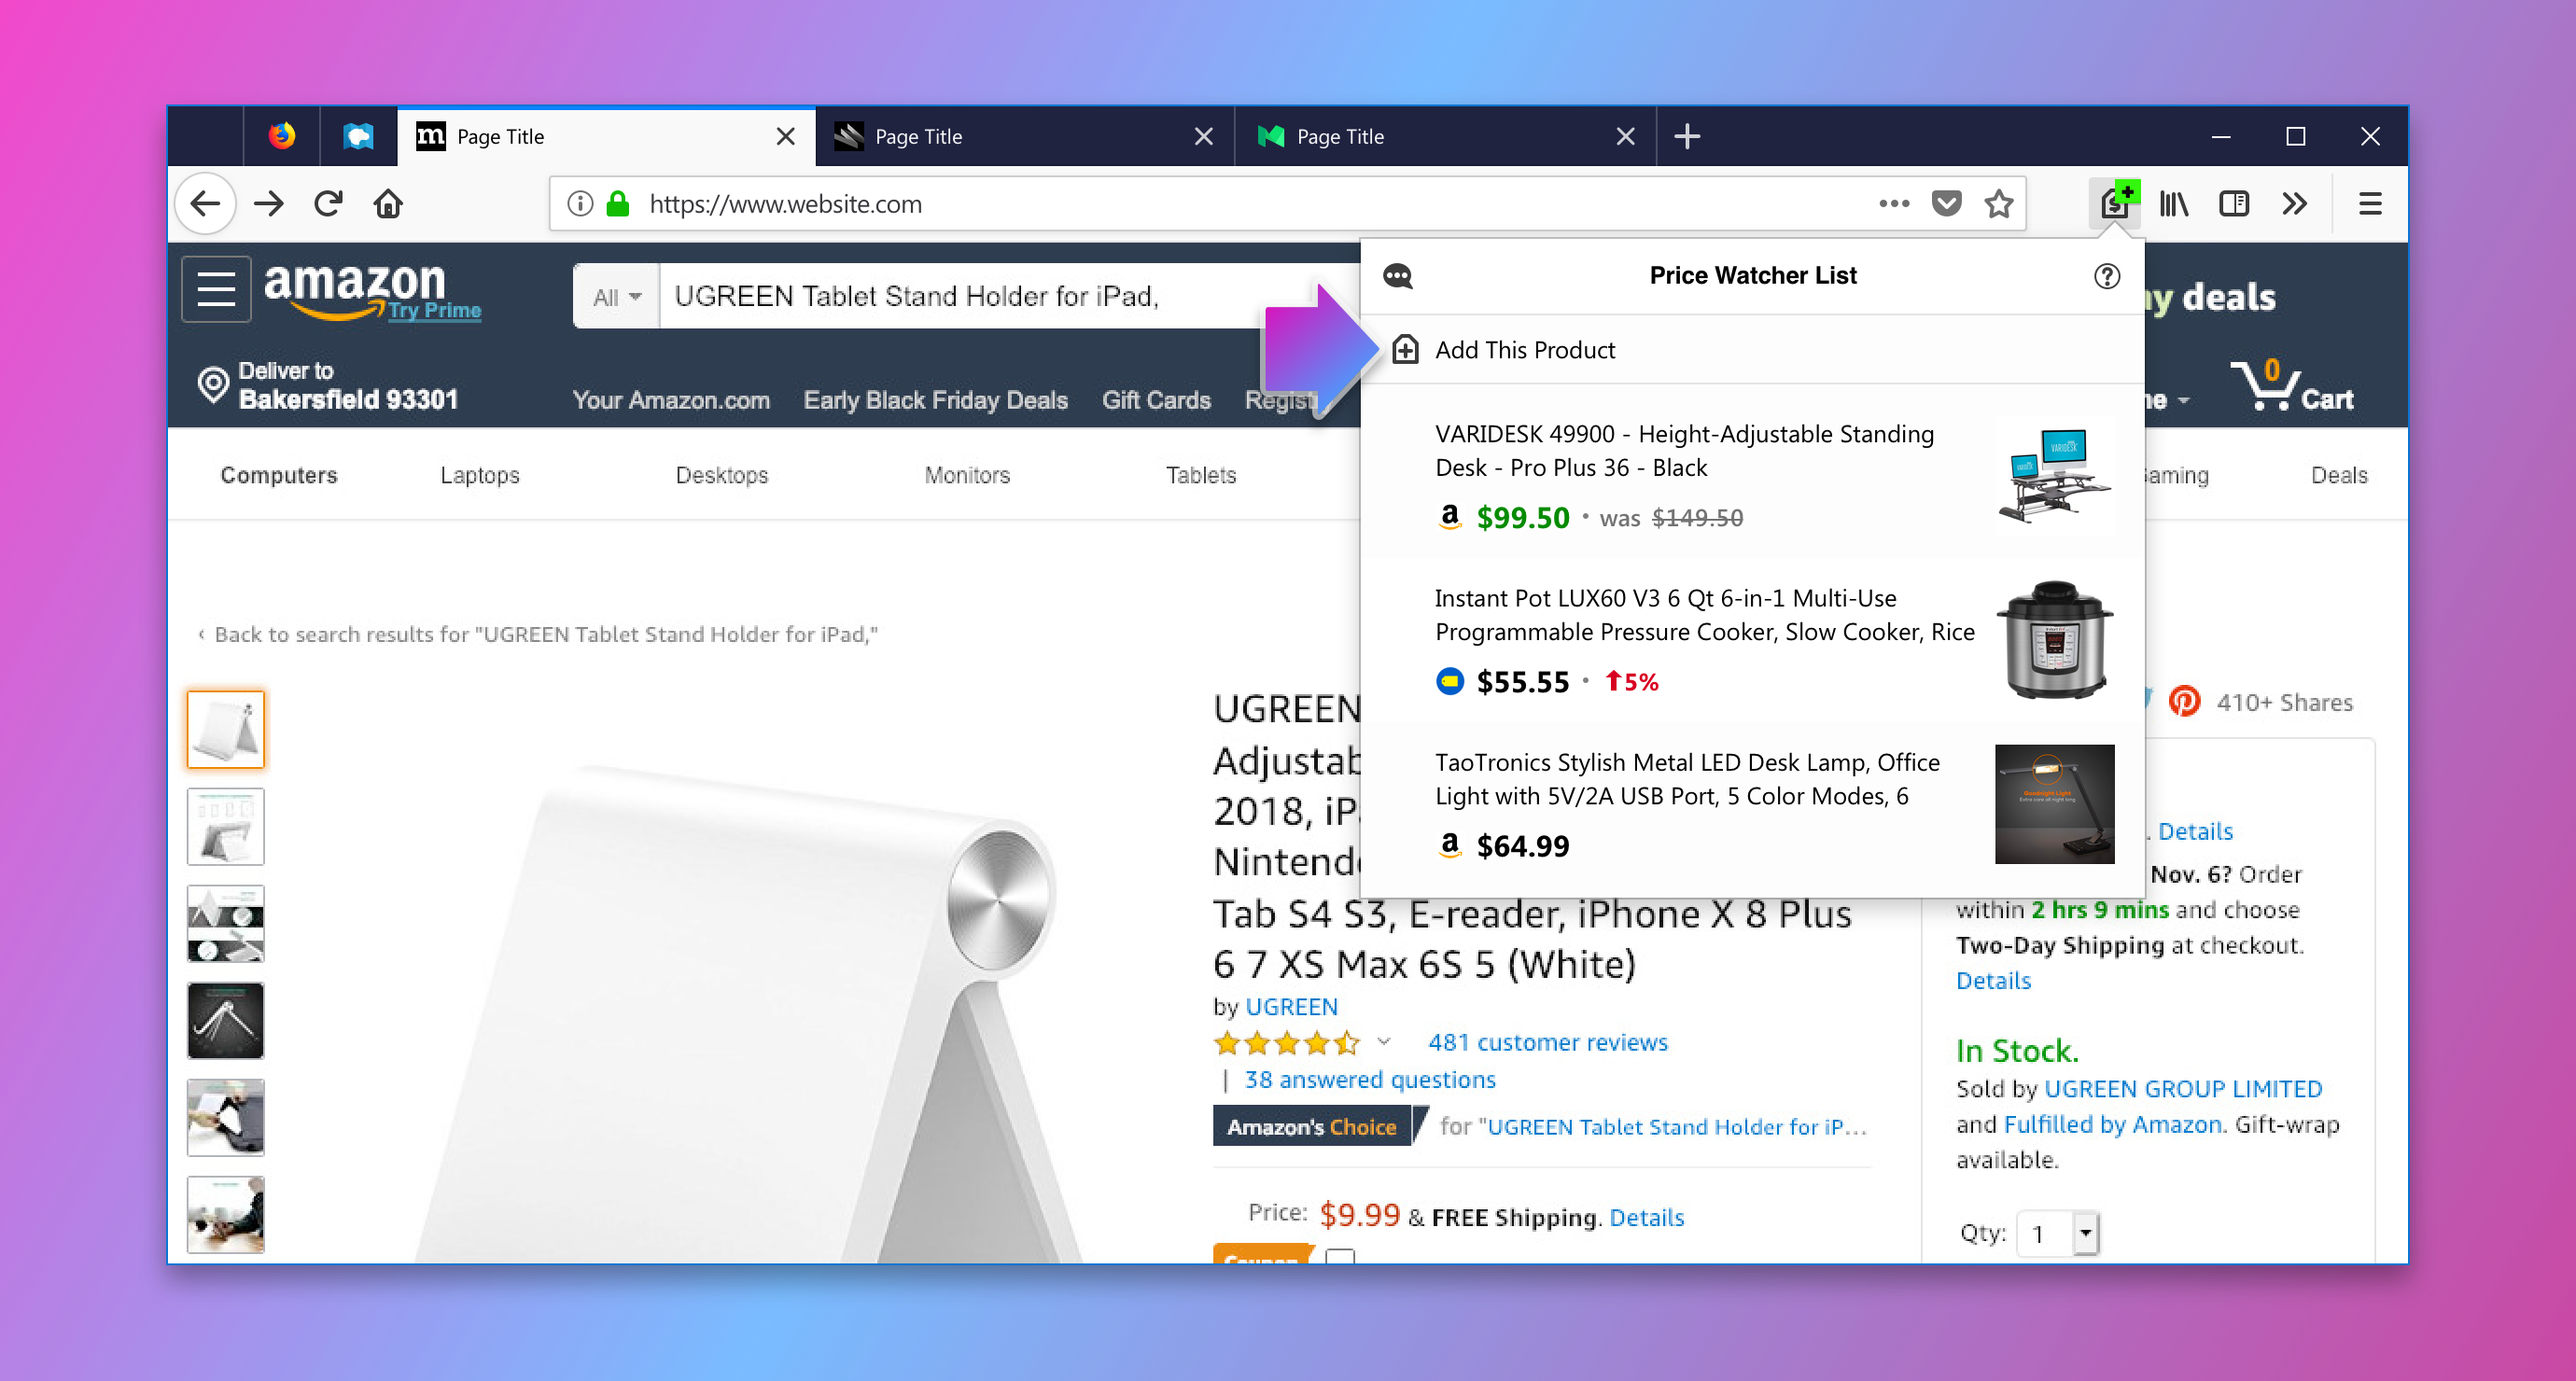 Page Title
Page Title
Page Title
https://www.website.com
amazon
Try Prime
All
UGREEN Tablet Stand Holder for iPad,
deals
Deliver to
Bakersfield 93301
Your Amazon.com
Early Black Friday Deals
Gift Cards
0
Cart
Computers
Laptops
Desktops
Monitors
Tablets
Deals
Price Watcher List
Add This Product
VARIDESK 49900 - Height-Adjustable Standing
Desk - Pro Plus 36 - Black
$99.50 • was $149.50
Instant Pot LUX60 V3 6 Qt 6-in-1 Multi-Use
Programmable Pressure Cooker, Slow Cooker, Rice
$55.55 • 5%
TaoTronics Stylish Metal LED Desk Lamp, Office
Light with 5V/2A USB Port, 5 Color Modes, 6
$64.99
‹ Back to search results for "UGREEN Tablet Stand Holder for iPad,"
410+ Shares
UGREEN
2018,
Tab S4 S3, E-reader, iPhone X 8 Plus
6 7 XS Max 6S 5 (White)
by UGREEN
481 customer reviews
| 38 answered questions
Amazon's Choice for "UGREEN Tablet Stand Holder for iP...
Price: $9.99 & FREE Shipping. Details
Coupon
. Details
Nov. 6? Order
within 2 hrs 9 mins and choose
Two-Day Shipping at checkout.
Details
In Stock.
Sold by UGREEN GROUP LIMITED
and Fulfilled by Amazon. Gift-wrap
available.
Qty: 1